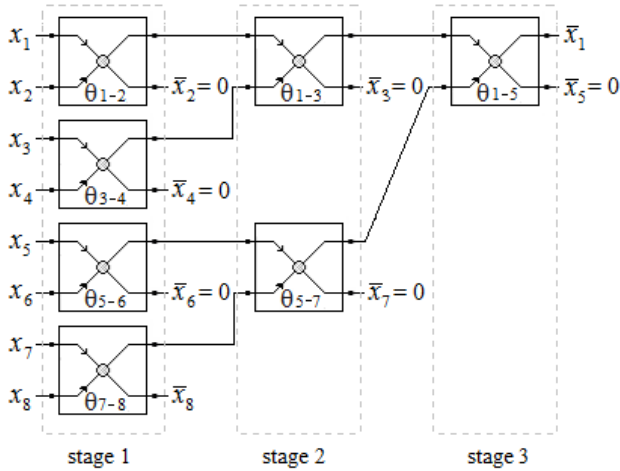 x₁ x̄₁
x₂ θ₁₋₂ x̄₂ = 0 θ₁₋₃ x̄₃ = 0 θ₁₋₅ x̄₅ = 0
x₃
x₄ θ₃₋₄ x̄₄ = 0
x₅
x₆ θ₅₋₆ x̄₆ = 0 θ₅₋₇ x̄₇ = 0
x₇
x₈ θ₇₋₈ x̄₈
stage 1 stage 2 stage 3